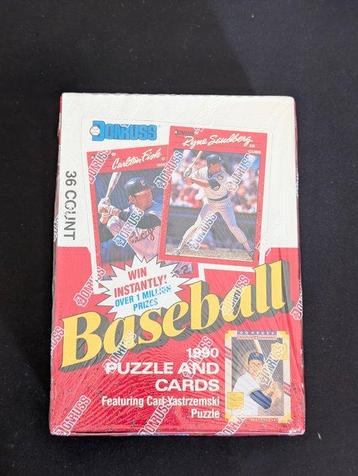 DONRUSS
Carlton Fisk
Ryne Sandberg
36 COUNT
WIN
INSTANTLY!
OVER 1 MILLION
PRIZES
Baseball
1990
PUZZLE AND
CARDS
Featuring Carl Yastrzemski
Puzzle